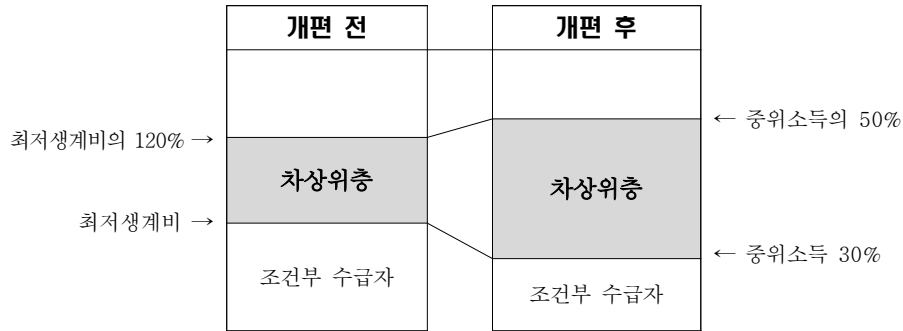 개편 전 개편 후
최저생계비의 120% →
← 중위소득의 50%
차상위층
차상위층
최저생계비 →
← 중위소득 30%
조건부 수급자
조건부 수급자